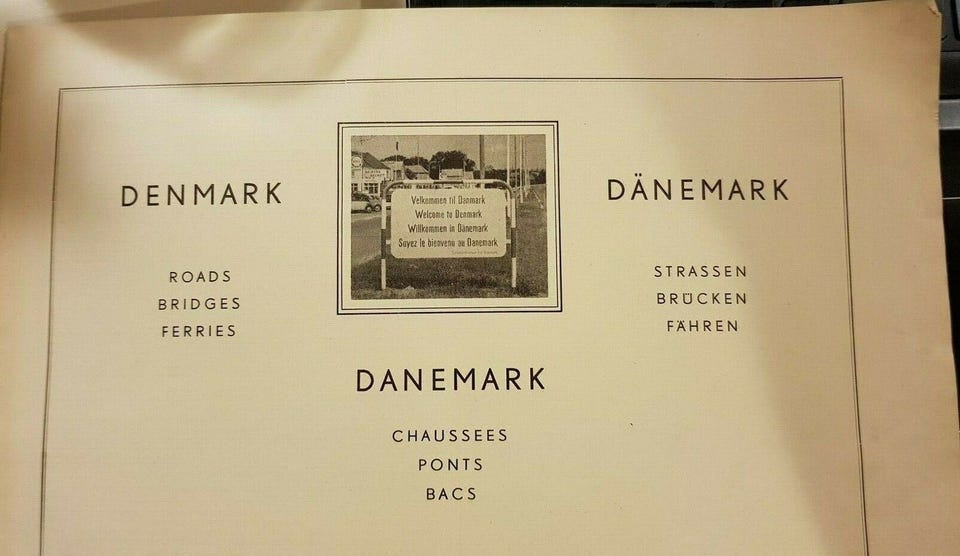 DENMARK
ROADS
BRIDGES
FERRIES
Velkommen til Danmark
Welcome to Denmark
Willkommen in Dänemark
Soyez le bienvenu au Danemark
DÄNEMARK
STRASSEN
BRÜCKEN
FÄHREN
DANEMARK
CHAUSSEES
PONTS
BACS